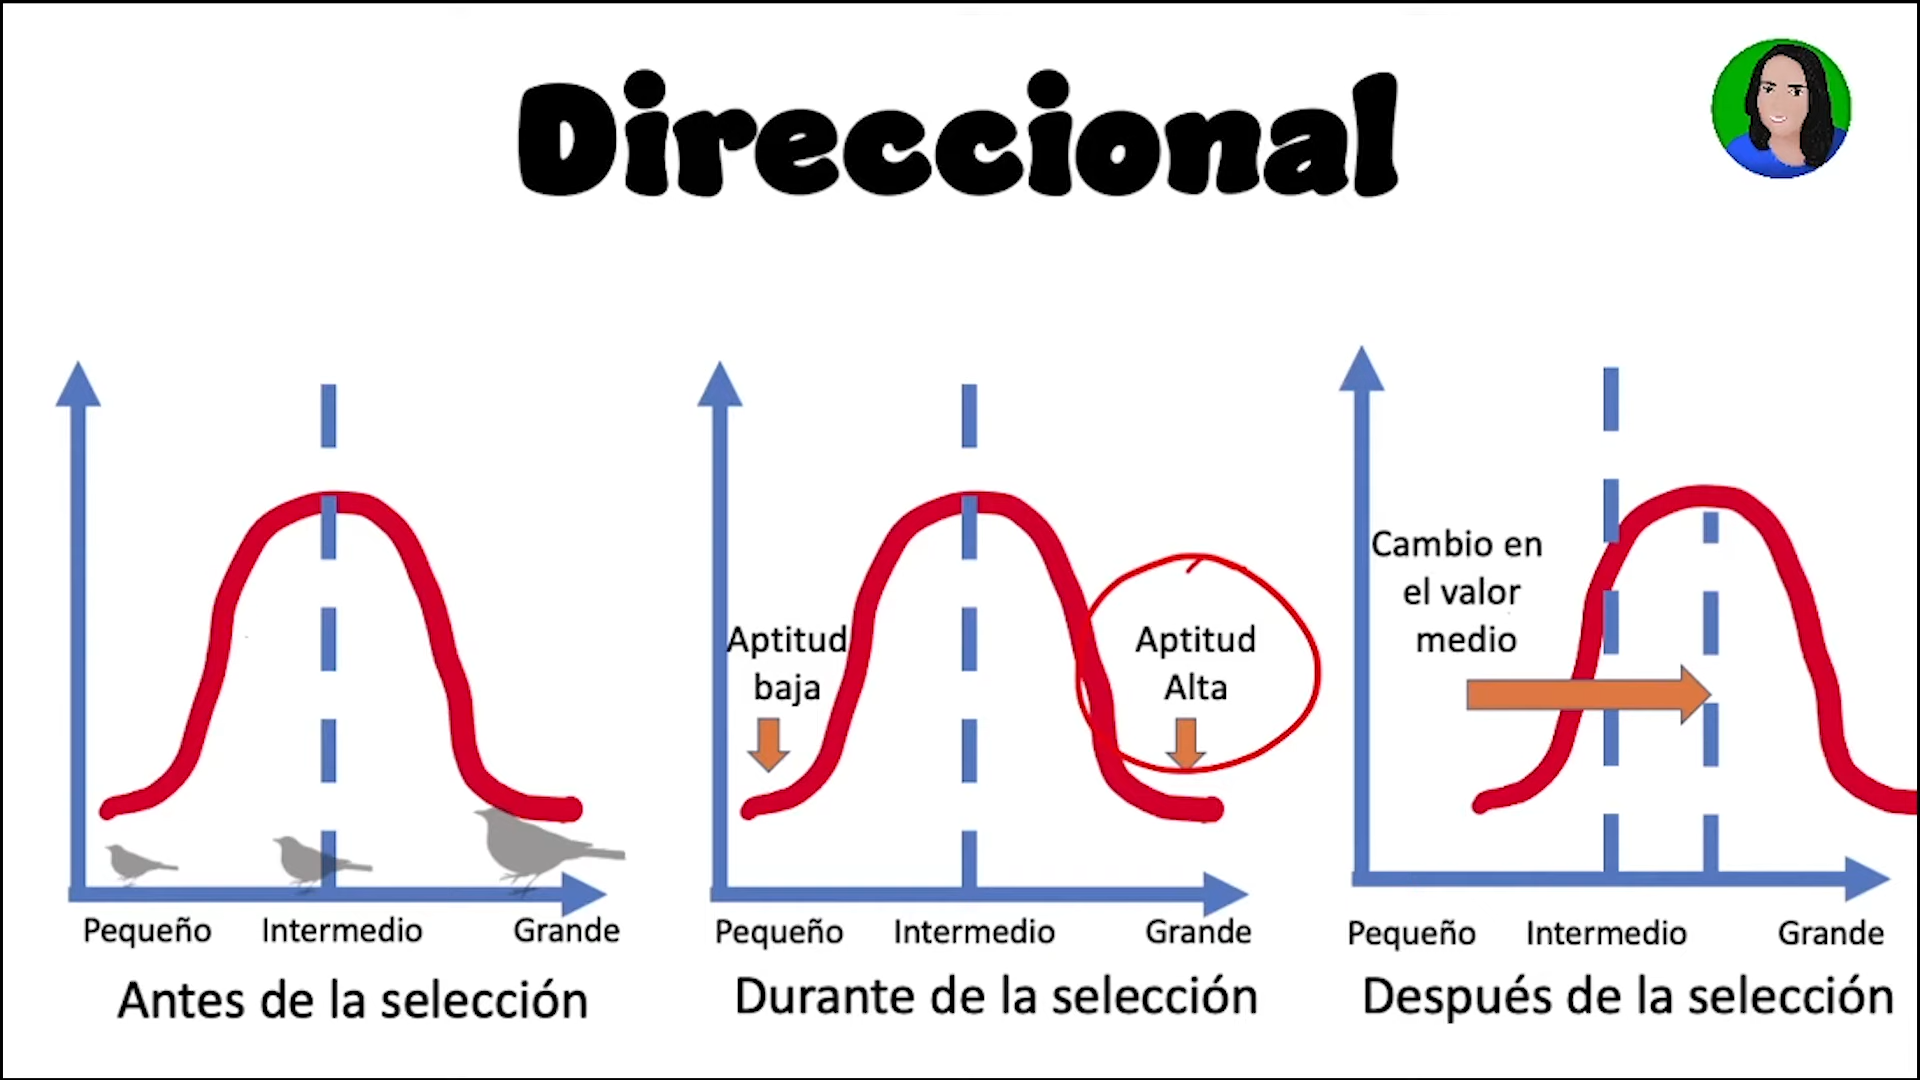 Direccional
Pequeño Intermedio Grande
Antes de la selección
Aptitud
baja
Aptitud
Alta
Pequeño Intermedio Grande
Durante de la selección
Cambio en
el valor
medio
Pequeño Intermedio Grande
Después de la selección